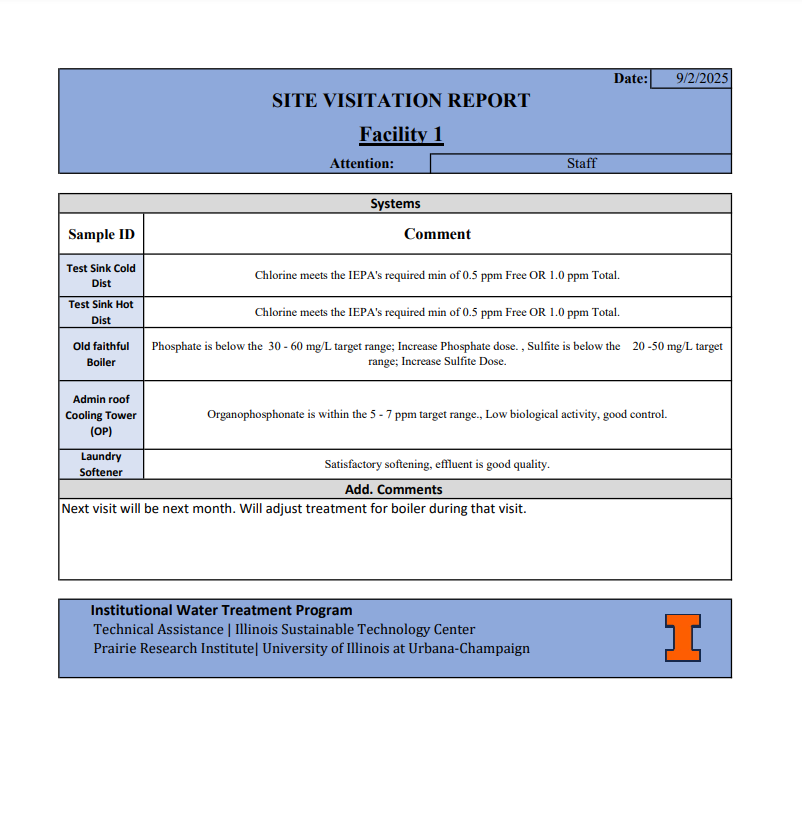 Date: 9/2/2025
SITE VISITATION REPORT
Facility 1
Attention: Staff
Systems
Sample ID Comment
Test Sink Cold
Dist
Chlorine meets the IEPA's required min of 0.5 ppm Free OR 1.0 ppm Total.
Test Sink Hot
Dist
Chlorine meets the IEPA's required min of 0.5 ppm Free OR 1.0 ppm Total.
Old faithful
Boiler
Phosphate is below the 30 - 60 mg/L target range; Increase Phosphate dose. , Sulfite is below the 20 -50 mg/L target
range; Increase Sulfite Dose.
Admin roof
Cooling Tower
(OP)
Organophosphonate is within the 5 - 7 ppm target range., Low biological activity, good control.
Laundry
Softener
Satisfactory softening, effluent is good quality.
Add. Comments
Next visit will be next month. Will adjust treatment for boiler during that visit.
Institutional Water Treatment Program
Technical Assistance | Illinois Sustainable Technology Center
Prairie Research Institute| University of Illinois at Urbana-Champaign